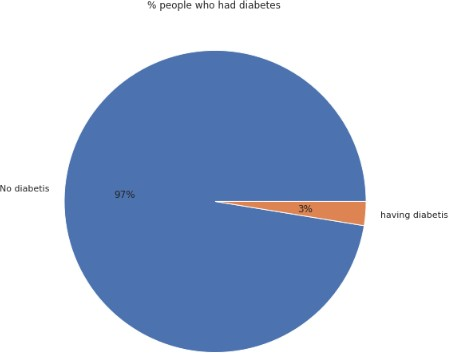 % people who had diabetes
No diabetis
97%
3%
having diabetis